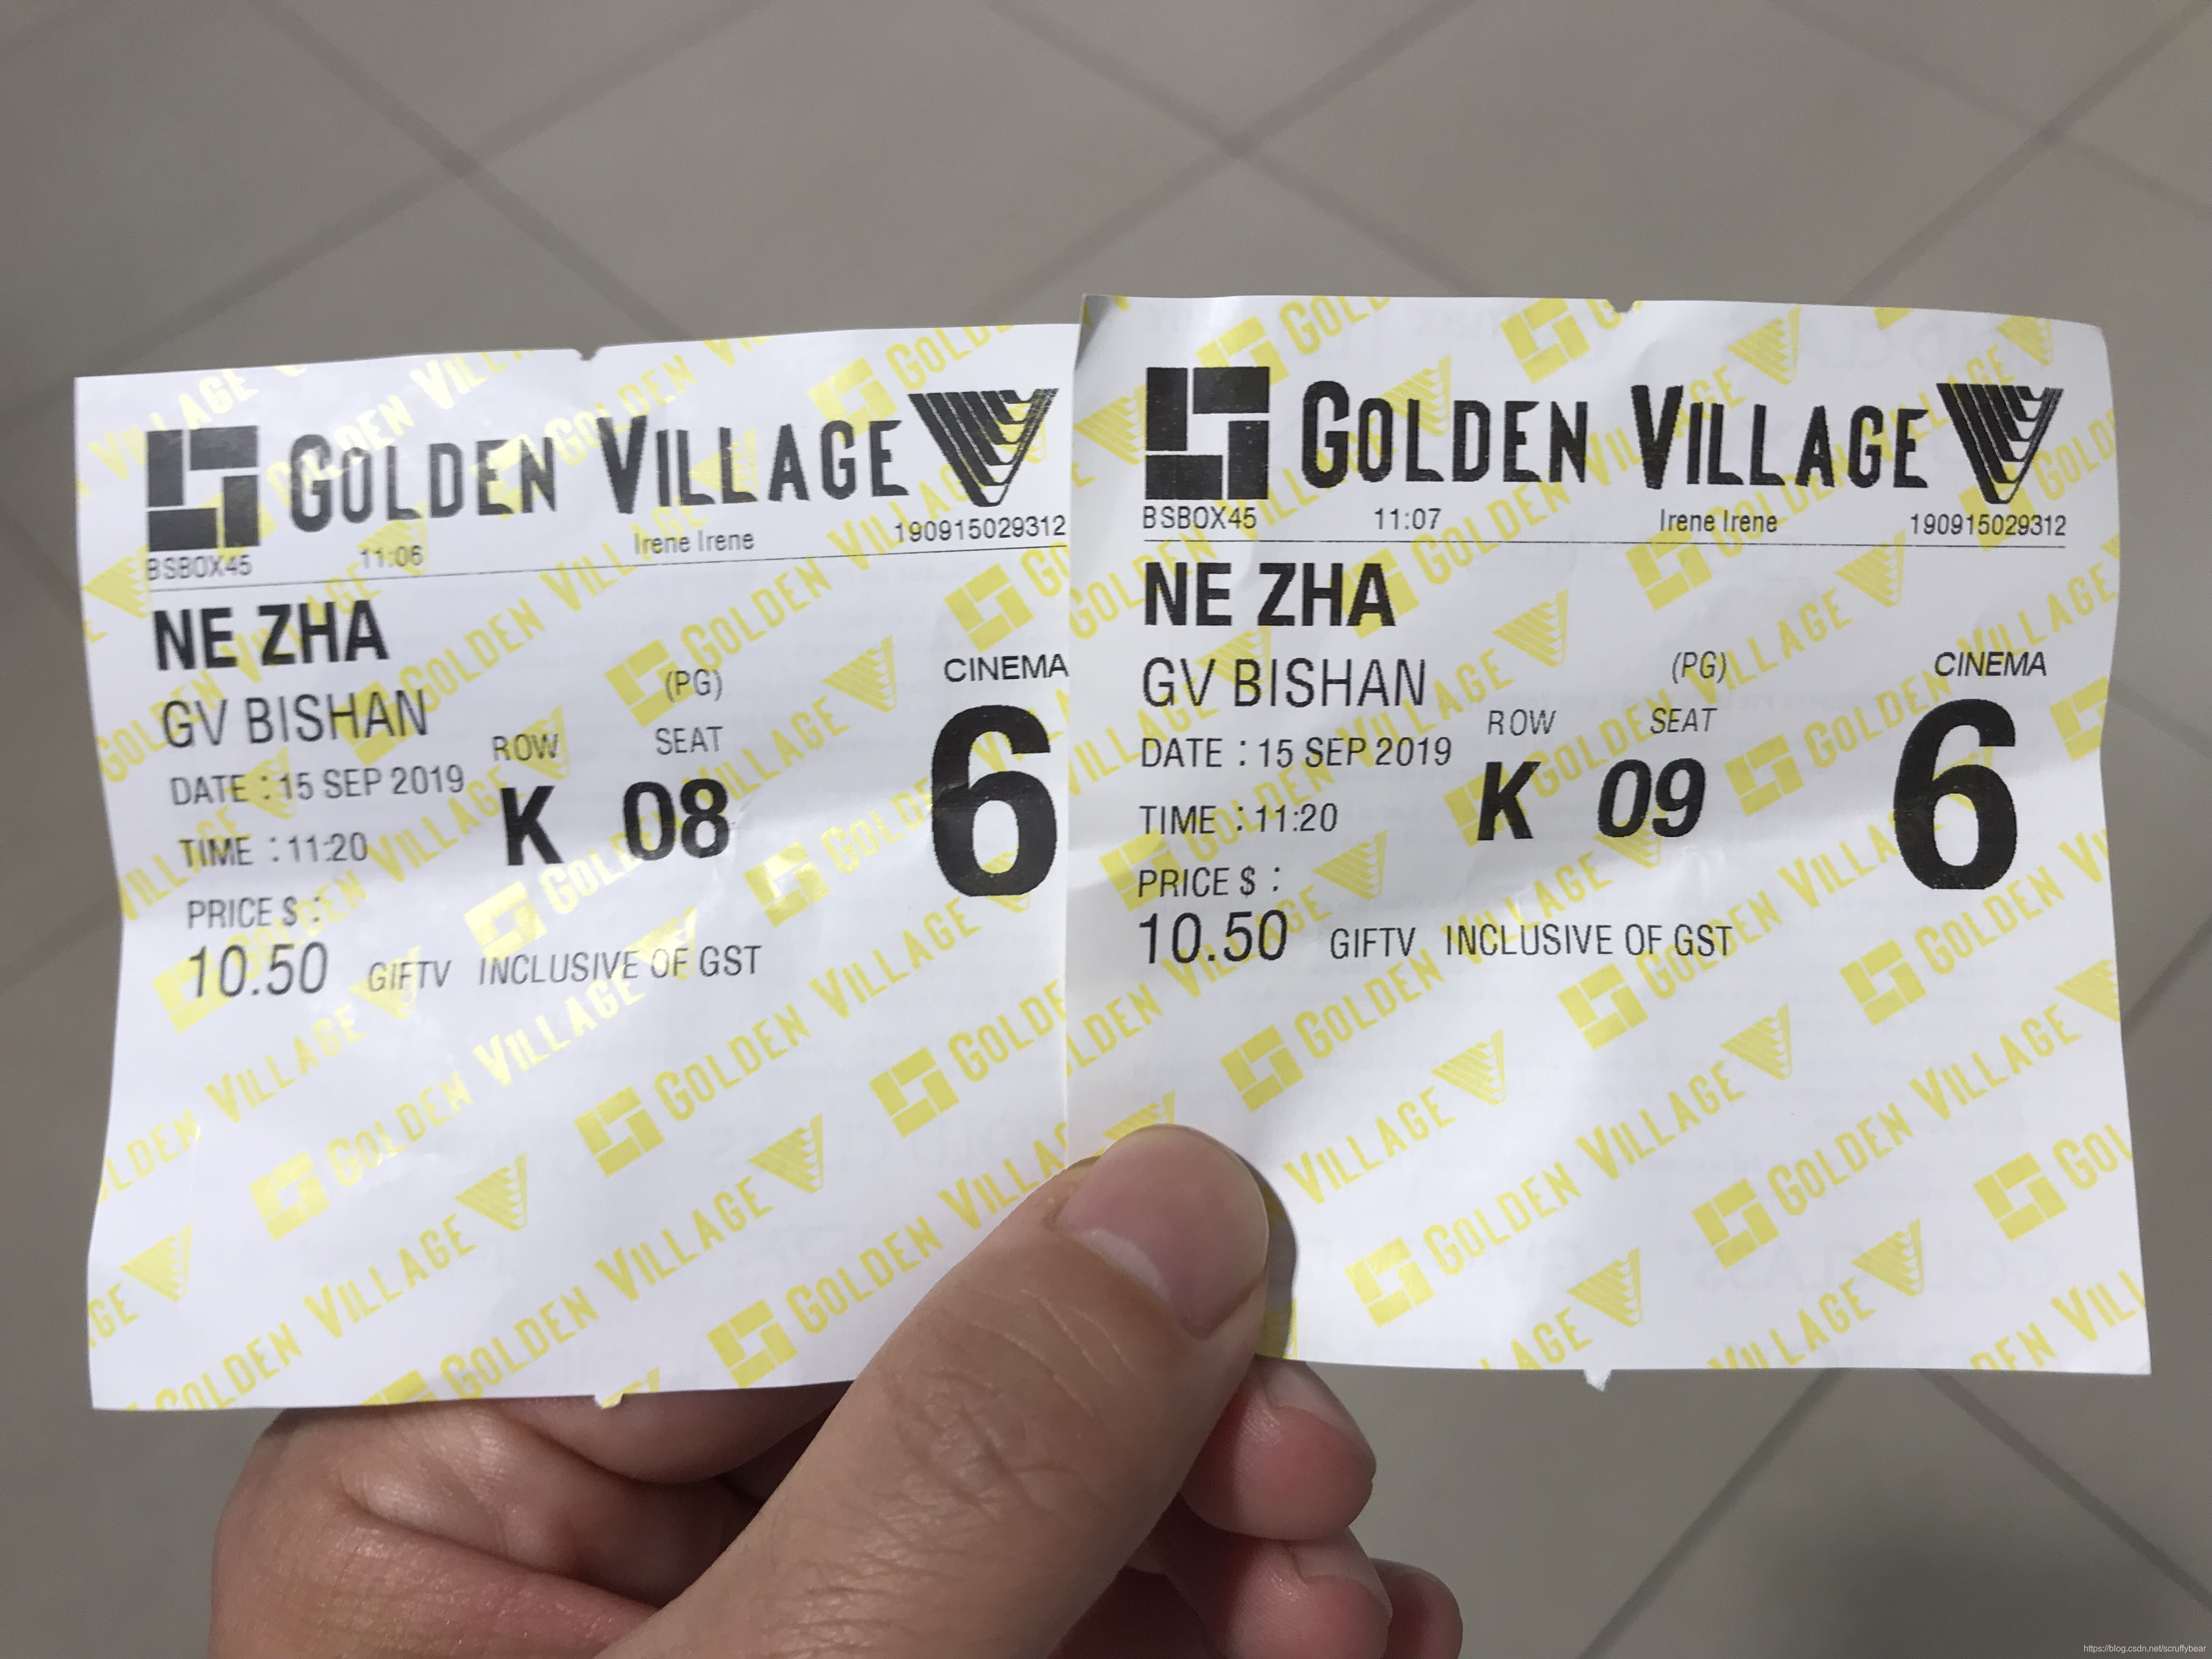 GOLDEN VILLAGE
BSBOX45 11:06 Irene Irene 190915029312
NE ZHA
GV BISHAN (PG) CINEMA
DATE : 15 SEP 2019 ROW SEAT
TIME : 11:20 K 08 6
PRICE $ :
10.50 GIFTV INCLUSIVE OF GST
GOLDEN VILLAGE
BSBOX45 11:07 Irene Irene 190915029312
NE ZHA
GV BISHAN (PG) CINEMA
DATE : 15 SEP 2019 ROW SEAT
TIME : 11:20 K 09 6
PRICE $ :
10.50 GIFTV INCLUSIVE OF GST
https://blog.csdn.net/scruffybear